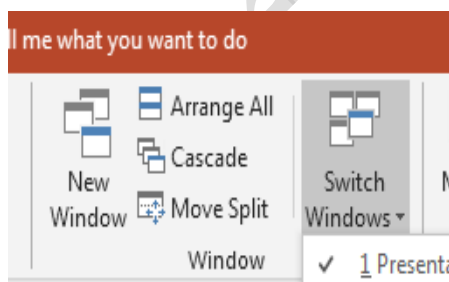 ll me what you want to do
Arrange All
Cascade
Move Split
New
Window
Switch
Windows
Window
1 Presenta